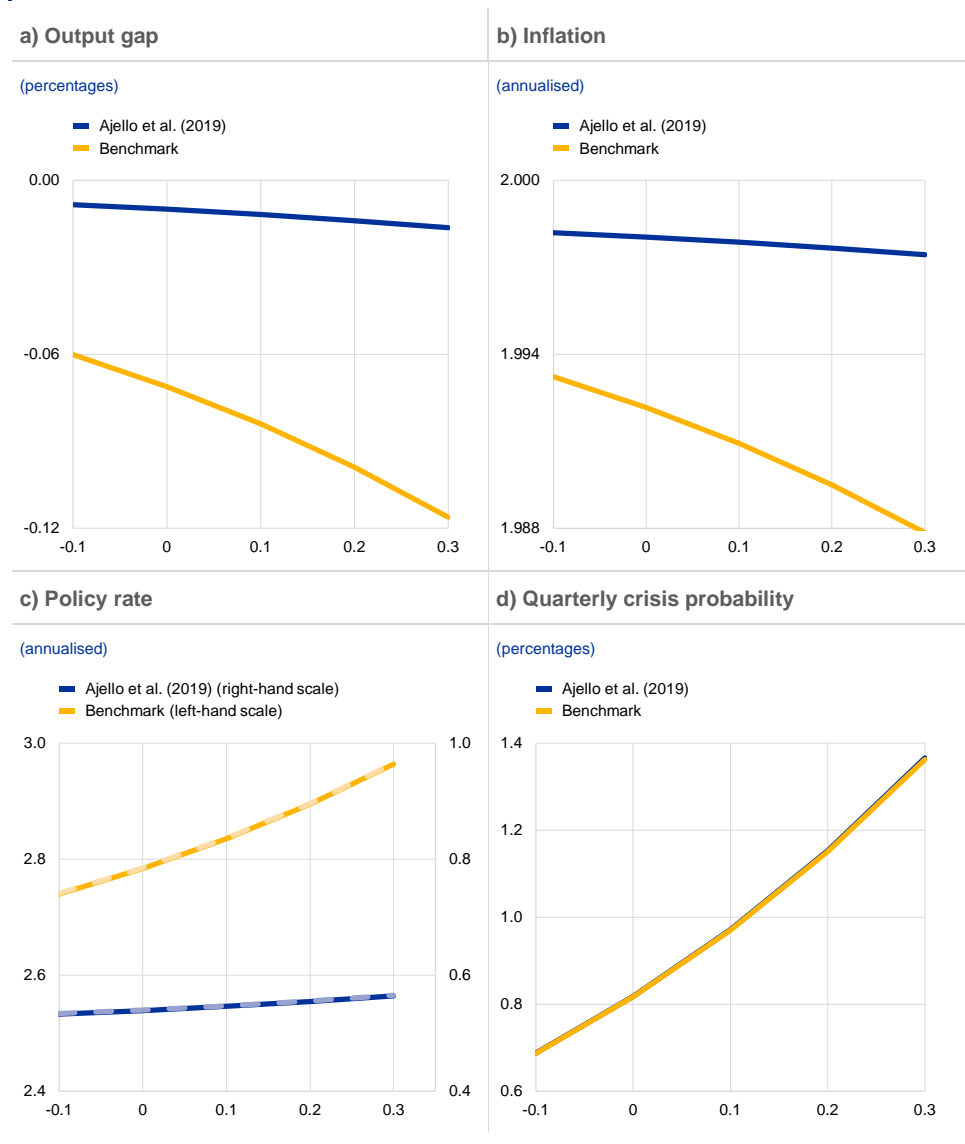 a) Output gap
(percentages)
Ajello et al. (2019)
Benchmark
0.00
-0.06
-0.12
-0.1 0 0.1 0.2 0.3
b) Inflation
(annualised)
Ajello et al. (2019)
Benchmark
2.000
1.994
1.988
-0.1 0 0.1 0.2 0.3
c) Policy rate
(annualised)
Ajello et al. (2019) (right-hand scale)
Benchmark (left-hand scale)
3.0 1.0
2.8 0.8
2.6 0.6
2.4 0.4
-0.1 0 0.1 0.2 0.3
d) Quarterly crisis probability
(percentages)
Ajello et al. (2019)
Benchmark
1.4
1.2
1.0
0.8
0.6
-0.1 0 0.1 0.2 0.3